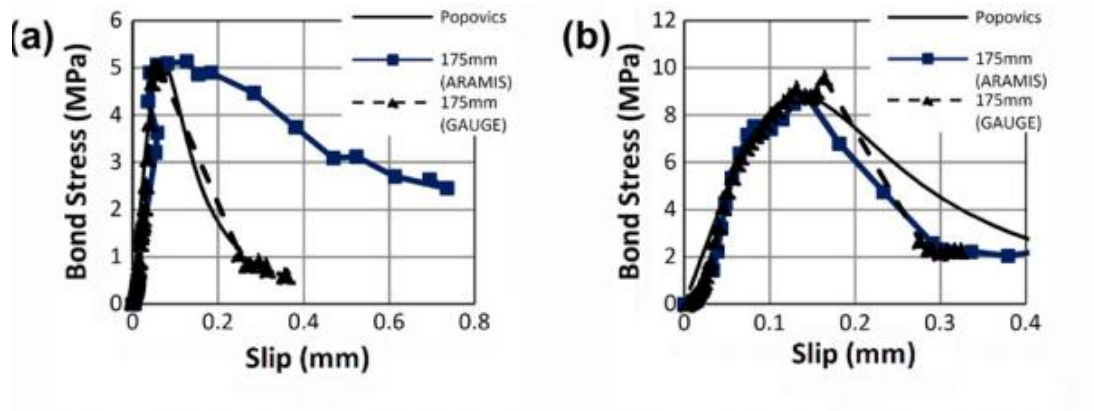 (a)
6
5
4
3
2
1
0
Bond Stress (MPa)
0 0.2 0.4 0.6 0.8
Slip (mm)
Popovics
175mm
(ARAMIS)
175mm
(GAUGE)
(b)
12
10
8
6
4
2
0
Bond Stress (MPa)
0 0.1 0.2 0.3 0.4
Slip (mm)
Popovics
175mm
(ARAMIS)
175mm
(GAUGE)